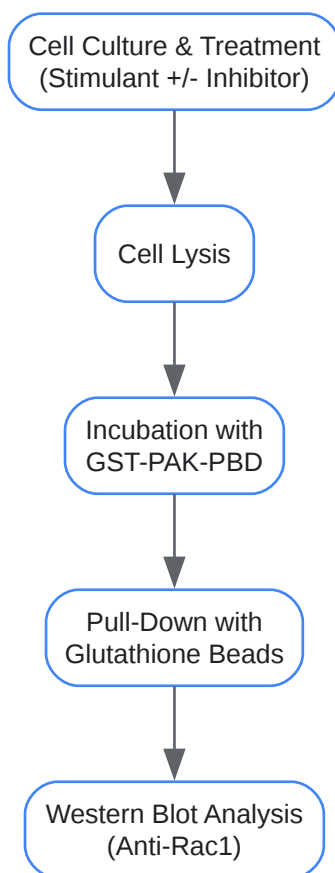 Cell Culture & Treatment
(Stimulant +/- Inhibitor)
Cell Lysis
Incubation with
GST-PAK-PBD
Pull-Down with
Glutathione Beads
Western Blot Analysis
(Anti-Rac1)